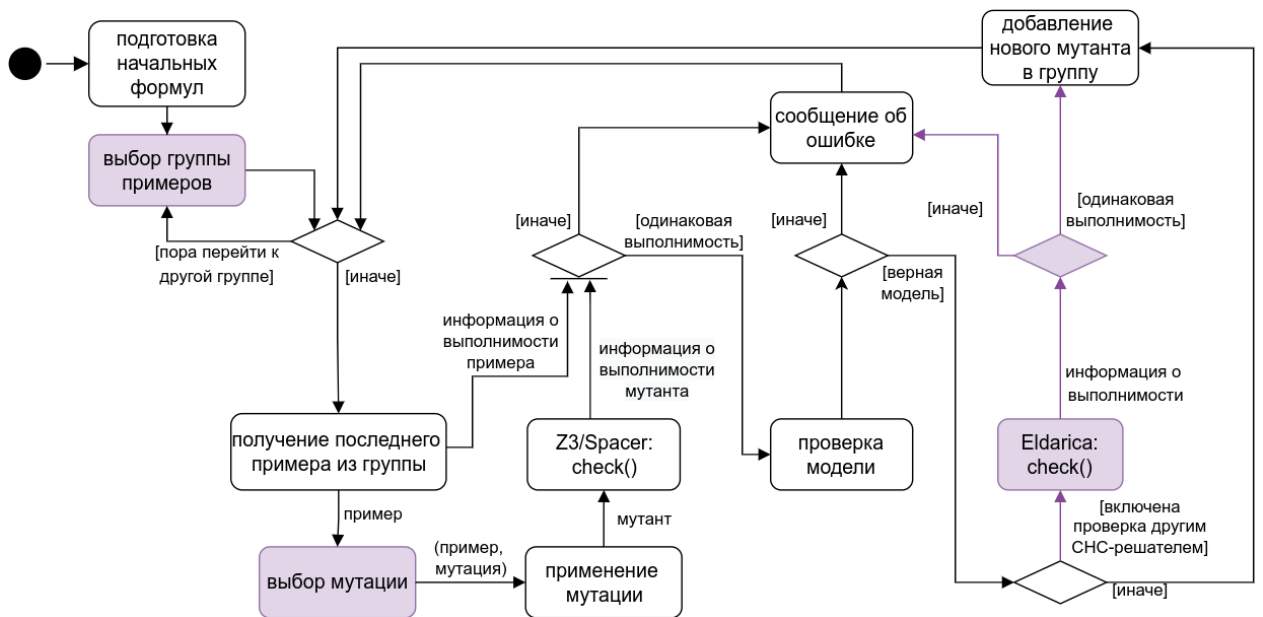 подготовка
начальных
формул
добавление
нового мутанта
в группу
сообщение об
ошибке
выбор группы
примеров
[пора перейти к
другой группе]
[иначе]
[иначе]
[одинаковая
выполнимость]
[иначе]
[верная
модель]
[иначе]
[одинаковая
выполнимость]
информация о
выполнимости
примера
информация о
выполнимости
мутанта
информация о
выполнимости
получение последнего
примера из группы
Z3/Spacer:
check()
проверка
модели
Eldarica:
check()
пример
мутант
[включена
проверка другим
CHC-решателем]
выбор мутации
(пример,
мутация)
применение
мутации
[иначе]